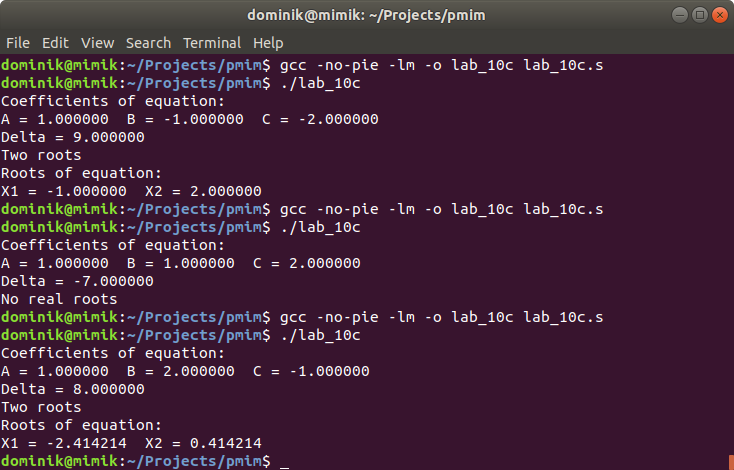 dominik@mimik: ~/Projects/pmim
File Edit View Search Terminal Help
dominik@mimik:~/Projects/pmim$ gcc -no-pie -lm -o lab_10c lab_10c.s
dominik@mimik:~/Projects/pmim$ ./lab_10c
Coefficients of equation:
A = 1.000000  B = -1.000000  C = -2.000000
Delta = 9.000000
Two roots
Roots of equation:
X1 = -1.000000  X2 = 2.000000
dominik@mimik:~/Projects/pmim$ gcc -no-pie -lm -o lab_10c lab_10c.s
dominik@mimik:~/Projects/pmim$ ./lab_10c
Coefficients of equation:
A = 1.000000  B = 1.000000  C = 2.000000
Delta = -7.000000
No real roots
dominik@mimik:~/Projects/pmim$ gcc -no-pie -lm -o lab_10c lab_10c.s
dominik@mimik:~/Projects/pmim$ ./lab_10c
Coefficients of equation:
A = 1.000000  B = 2.000000  C = -1.000000
Delta = 8.000000
Two roots
Roots of equation:
X1 = -2.414214  X2 = 0.414214
dominik@mimik:~/Projects/pmim$ _